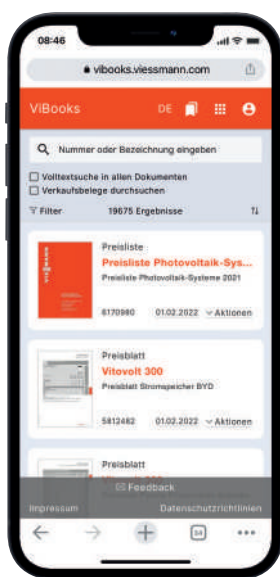 08:46
vibooks.viessmann.com
ViBooks DE
Nummer oder Bezeichnung eingeben
Volltextsuche in allen Dokumenten
Verkaufsbelege durchsuchen
Filter 19675 Ergebnisse
Preisliste
Preisliste Photovoltaik-Sys...
Preisliste Photovoltaik-Systeme 2021
6170980 01.02.2022 Aktionen
VIESMANN
Preisblatt
Vitovolt 300
Preisblatt Stromspeicher BYD
5812482 01.02.2022 Aktionen
Preisblatt
Feedback
Impressum Datenschutzrichtlinien
54